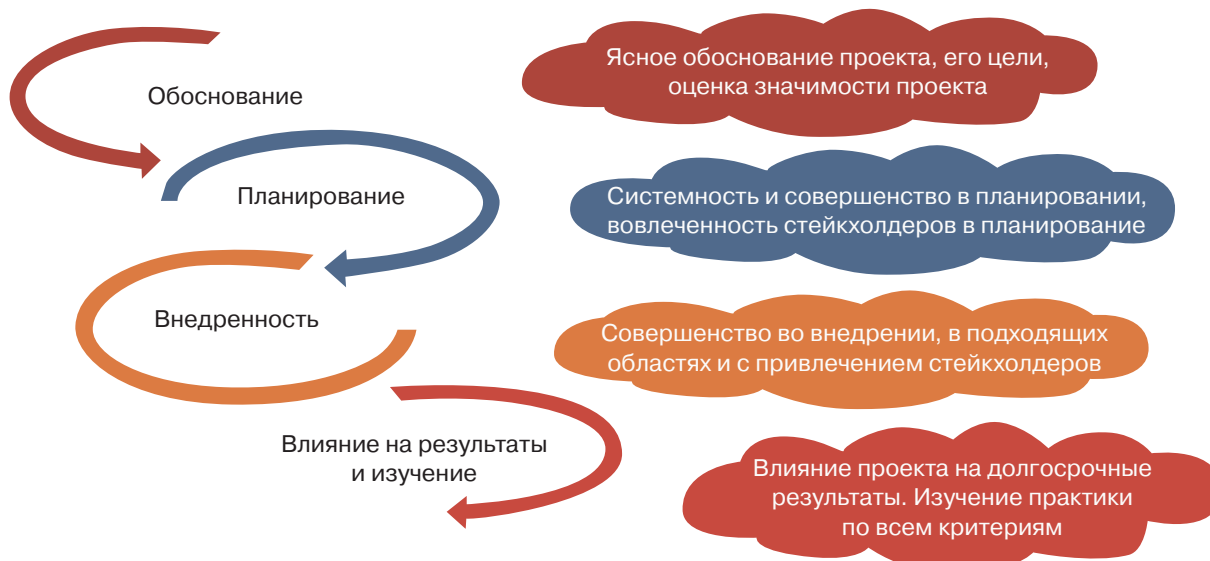 Обоснование
Ясное обоснование проекта, его цели,
оценка значимости проекта
Планирование
Системность и совершенство в планировании,
вовлеченность стейкхолдеров в планирование
Внедренность
Совершенство во внедрении, в подходящих
областях и с привлечением стейкхолдеров
Влияние на результаты
и изучение
Влияние проекта на долгосрочные
результаты. Изучение практики
по всем критериям